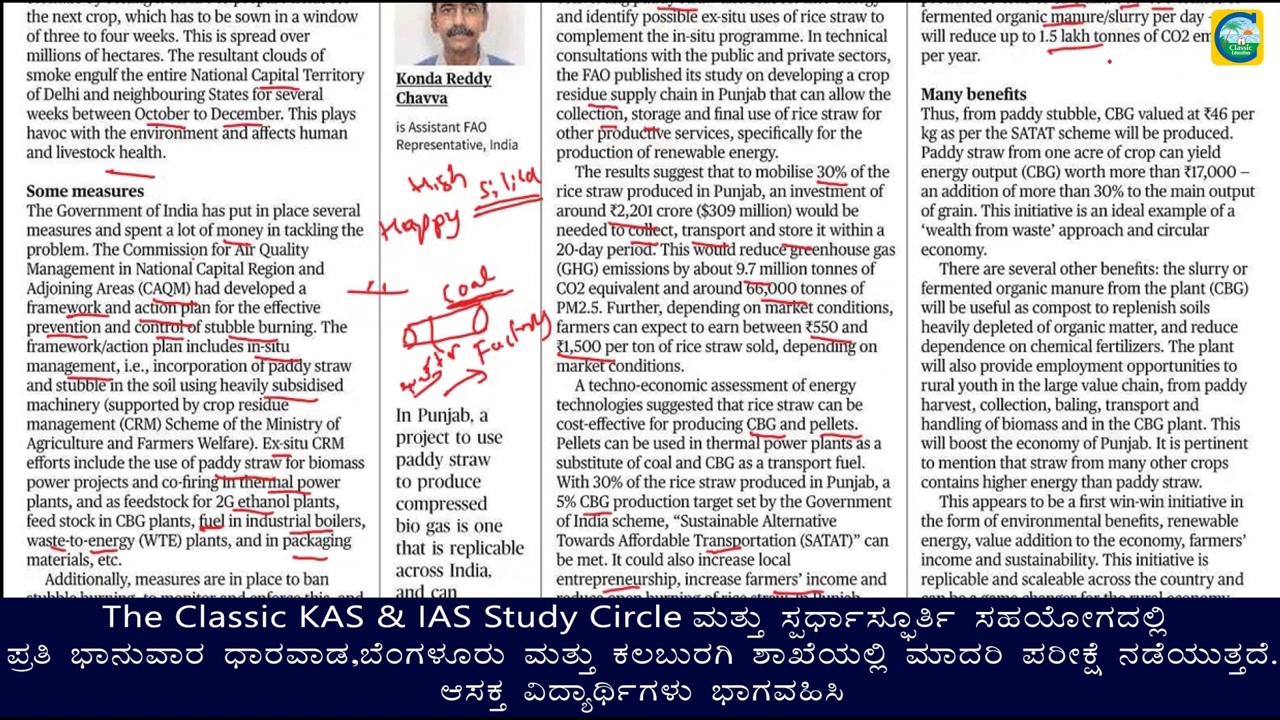 the next crop, which has to be sown in a window
of three to four weeks. This is spread over
millions of hectares. The resultant clouds of
smoke engulf the entire National Capital Territory
of Delhi and neighbouring States for several
weeks between October to December. This plays
havoc with the environment and affects human
and livestock health.
Some measures
The Government of India has put in place several
measures and spent a lot of money in tackling the
problem. The Commission for Air Quality
Management in National Capital Region and
Adjoining Areas (CAQM) had developed a
framework and action plan for the effective
prevention and control of stubble burning. The
framework/action plan includes in-situ
management, i.e., incorporation of paddy straw
and stubble in the soil using heavily subsidised
machinery (supported by crop residue
management (CRM) Scheme of the Ministry of
Agriculture and Farmers Welfare). Ex-situ CRM
efforts include the use of paddy straw for biomass
power projects and co-firing in thermal power
plants, and as feedstock for 2G ethanol plants,
feed stock in CBG plants, fuel in industrial boilers,
waste-to-energy (WTE) plants, and in packaging
materials, etc.
Additionally, measures are in place to ban
Konda Reddy
Chavva
is Assistant FAO
Representative, India
High Silica
Happy
Coal
Factory
In Punjab, a
project to use
paddy straw
to produce
compressed
bio gas is one
that is replicable
across India,
and can
and identify possible ex-situ uses of rice straw to
complement the in-situ programme. In technical
consultations with the public and private sectors,
the FAO published its study on developing a crop
residue supply chain in Punjab that can allow the
collection, storage and final use of rice straw for
other productive services, specifically for the
production of renewable energy.
The results suggest that to mobilise 30% of the
rice straw produced in Punjab, an investment of
around ₹2,201 crore ($309 million) would be
needed to collect, transport and store it within a
20-day period. This would reduce greenhouse gas
(GHG) emissions by about 9.7 million tonnes of
CO2 equivalent and around 66,000 tonnes of
PM2.5. Further, depending on market conditions,
farmers can expect to earn between ₹550 and
₹1,500 per ton of rice straw sold, depending on
market conditions.
A techno-economic assessment of energy
technologies suggested that rice straw can be
cost-effective for producing CBG and pellets.
Pellets can be used in thermal power plants as a
substitute of coal and CBG as a transport fuel.
With 30% of the rice straw produced in Punjab, a
5% CBG production target set by the Government
of India scheme, “Sustainable Alternative
Towards Affordable Transportation (SATAT)” can
be met. It could also increase local
entrepreneurship, increase farmers’ income and
fermented organic manure/slurry per day –
will reduce up to 1.5 lakh tonnes of CO2
per year.
Many benefits
Thus, from paddy stubble, CBG valued at ₹46 per
kg as per the SATAT scheme will be produced.
Paddy straw from one acre of crop can yield
energy output (CBG) worth more than ₹17,000 –
an addition of more than 30% to the main output
of grain. This initiative is an ideal example of a
‘wealth from waste’ approach and circular
economy.
There are several other benefits: the slurry or
fermented organic manure from the plant (CBG)
will be useful as compost to replenish soils
heavily depleted of organic matter, and reduce
dependence on chemical fertilizers. The plant
will also provide employment opportunities to
rural youth in the large value chain, from paddy
harvest, collection, baling, transport and
handling of biomass and in the CBG plant. This
will boost the economy of Punjab. It is pertinent
to mention that straw from many other crops
contains higher energy than paddy straw.
This appears to be a first win-win initiative in
the form of environmental benefits, renewable
energy, value addition to the economy, farmers’
income and sustainability. This initiative is
replicable and scaleable across the country and
Classic
Education
The Classic KAS & IAS Study Circle ಮತ್ತು ಸ್ಪರ್ಧಾಸ್ಫೂರ್ತಿ ಸಹಯೋಗದಲ್ಲಿ
ಪ್ರತಿ ಭಾನುವಾರ ಧಾರವಾಡ,ಬೆಂಗಳೂರು ಮತ್ತು ಕಲಬುರಗಿ ಶಾಖೆಯಲ್ಲಿ ಮಾದರಿ ಪರೀಕ್ಷೆ ನಡೆಯುತ್ತದೆ.
ಆಸಕ್ತ ವಿದ್ಯಾರ್ಥಿಗಳು ಭಾಗವಹಿಸಿ